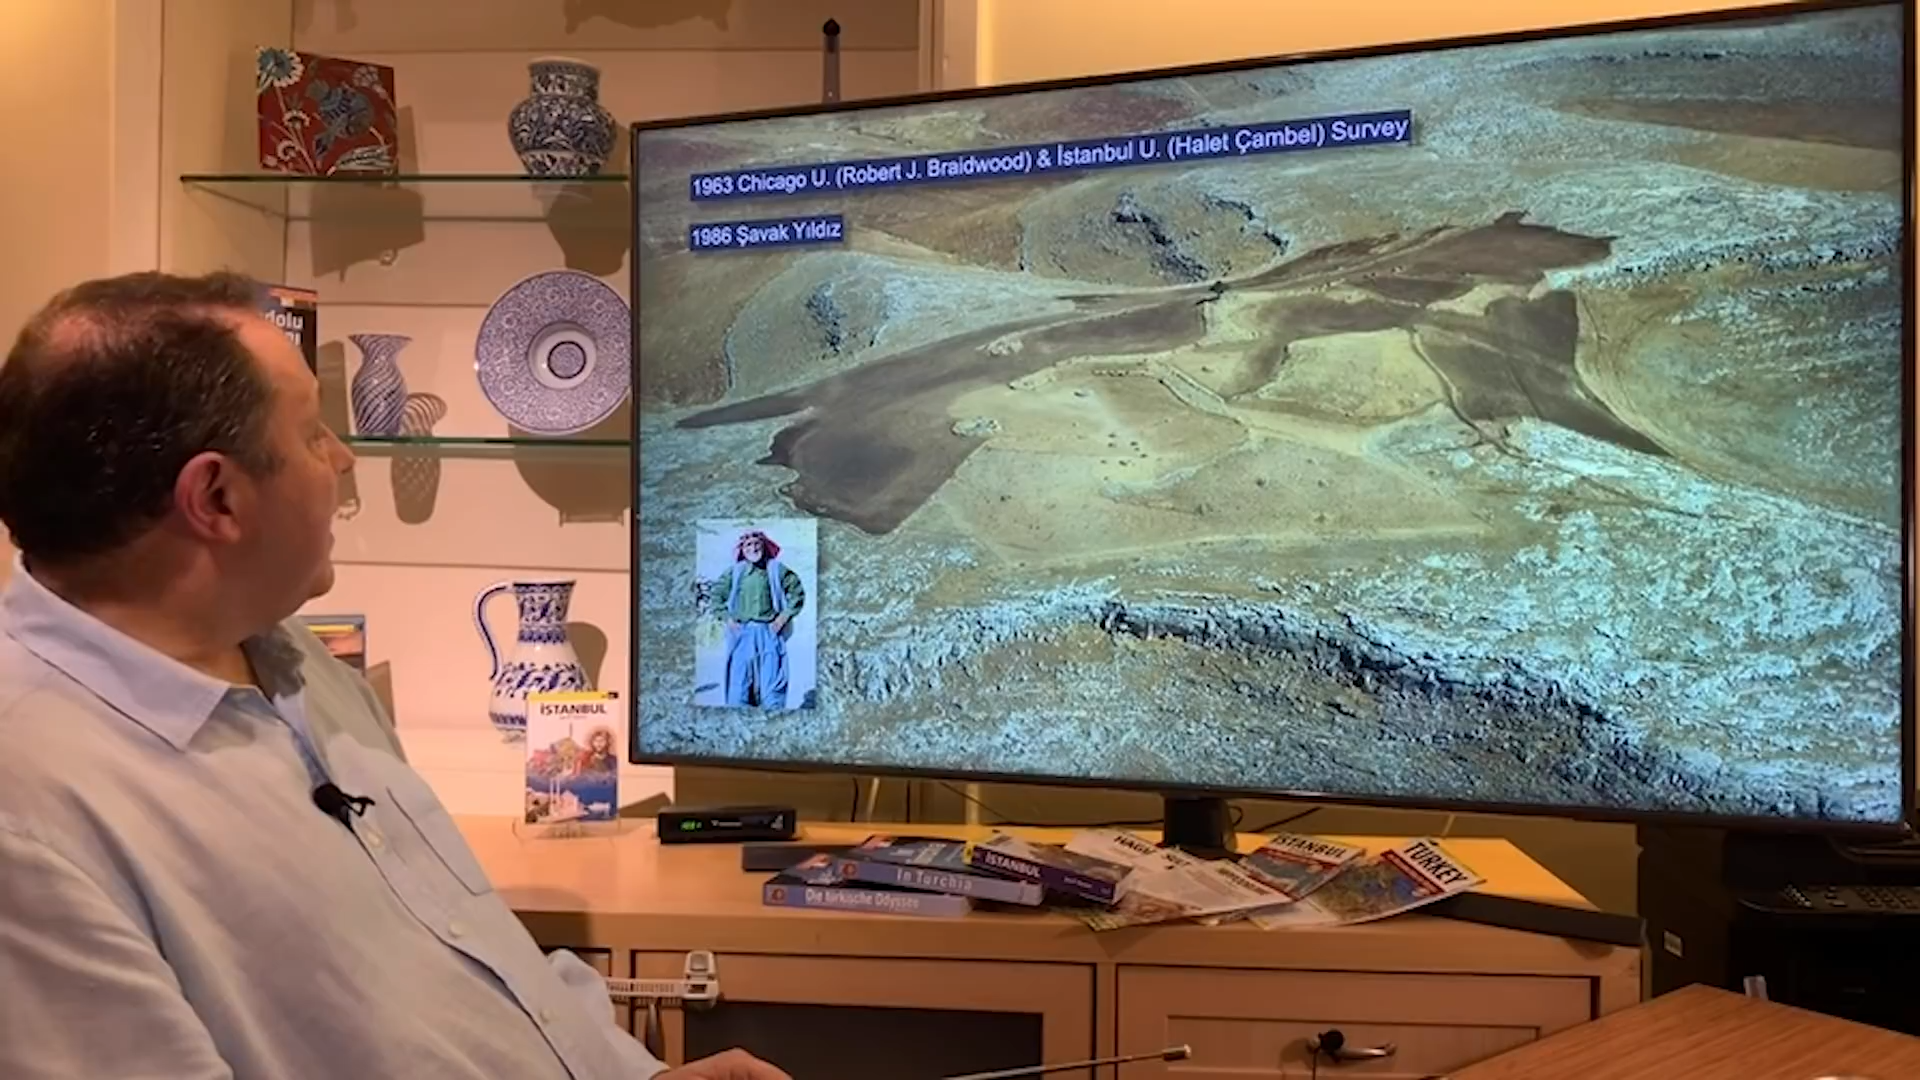 1963 Chicago U. (Robert J. Braidwood) & İstanbul U. (Halet Çambel) Survey
1986 Şavak Yıldız
dolu
İSTANBUL
In Turchia
Die türkische Odyssee
İSTANBUL
İSTANBUL
TURKEY